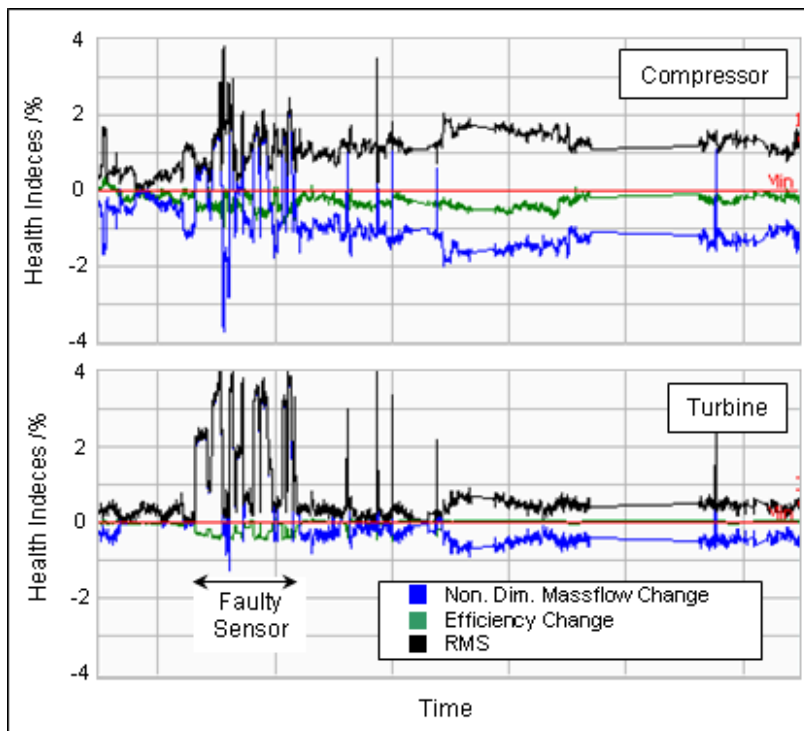 4
2
0
-2
-4
Health Indeces /%
Compressor
Min
4
2
0
-2
-4
Health Indeces /%
Turbine
Faulty
Sensor
Non. Dim. Massflow Change
Efficiency Change
RMS
Time